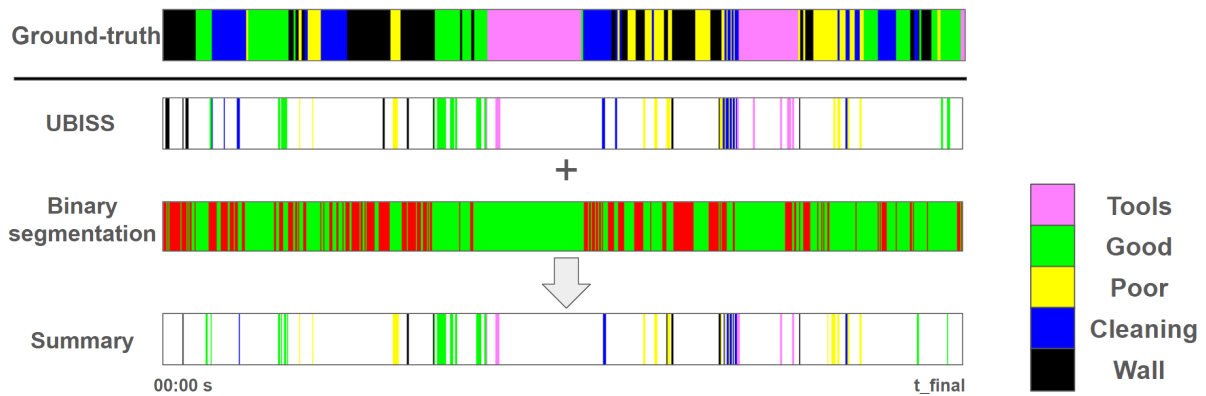 Ground-truth
UBISS
+
Binary
segmentation
Summary
00:00 s
t_final
Tools
Good
Poor
Cleaning
Wall